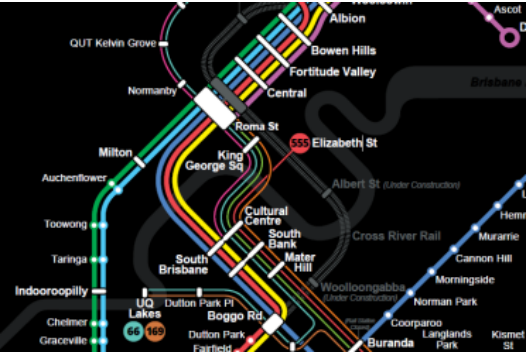 Albion
Ascot
QUT Kelvin Grove
Bowen Hills
Fortitude Valley
Brisbane
Normanby
Central
Roma St
555 Elizabeth St
King
George Sq
Milton
Auchenflower
Albert St (Under Construction)
Cultural
Centre
Toowong
South
Bank
Cross River Rail
Murarrie
Taringa
South
Brisbane
Mater
Hill
Cannon Hill
Morningside
Indooroopilly
UQ
Lakes
Dutton Park Pl
Woolloongabba
(Under Construction)
Norman Park
Boggo Rd
Chelmer
66 169
Coorparoo
Graceville
Dutton Park
Fairfield
Buranda
Langlands
Park
Kismet
St